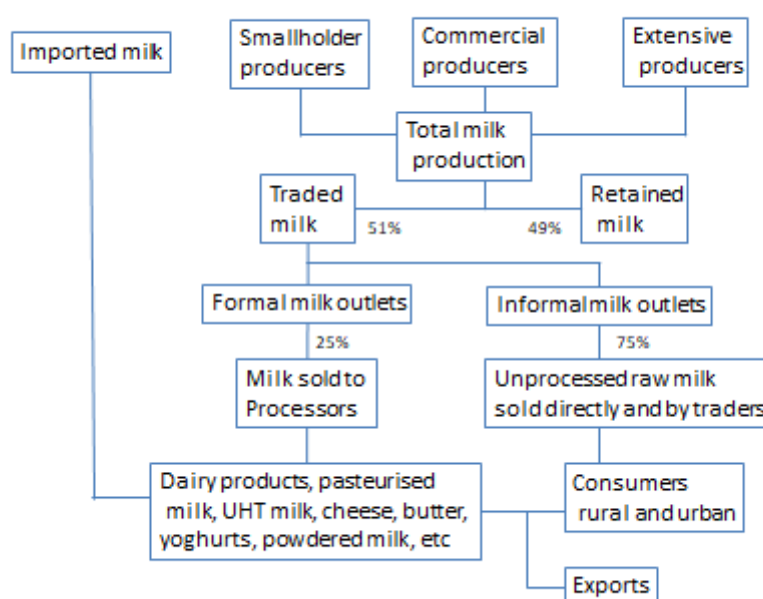 Imported milk
Smallholder
producers
Commercial
producers
Extensive
producers
Total milk
production
Traded
milk
51%
49%
Retained
milk
Formal milk outlets
Informal milk outlets
25%
75%
Milk sold to
Processors
Unprocessed raw milk
sold directly and by traders
Dairy products, pasteurised
milk, UHT milk, cheese, butter,
yoghurts, powdered milk, etc
Consumers
rural and urban
Exports